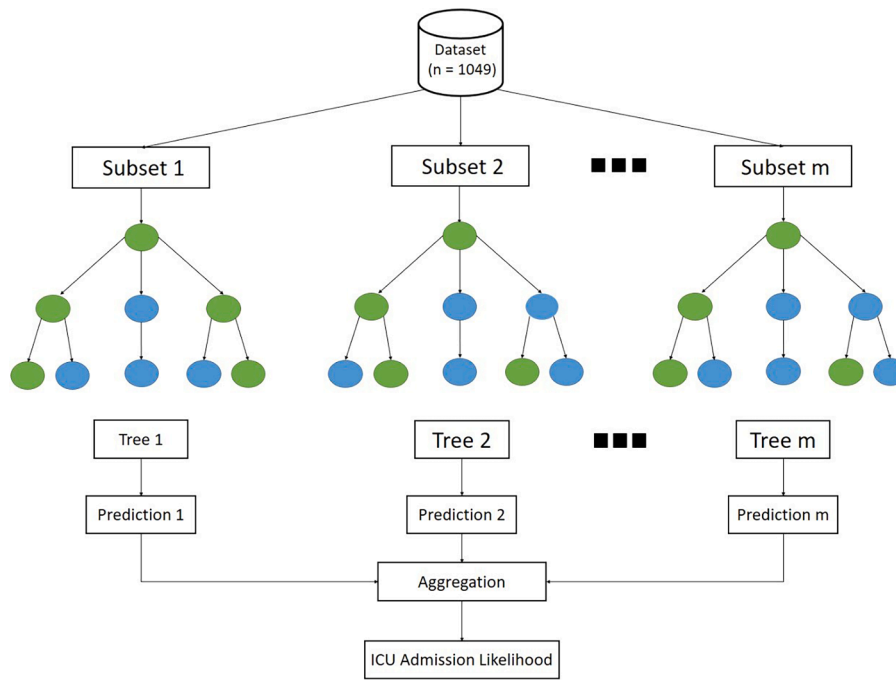 Dataset
(n = 1049)
Subset 1
Subset 2
Subset m
Tree 1
Tree 2
Tree m
Prediction 1
Prediction 2
Prediction m
Aggregation
ICU Admission Likelihood